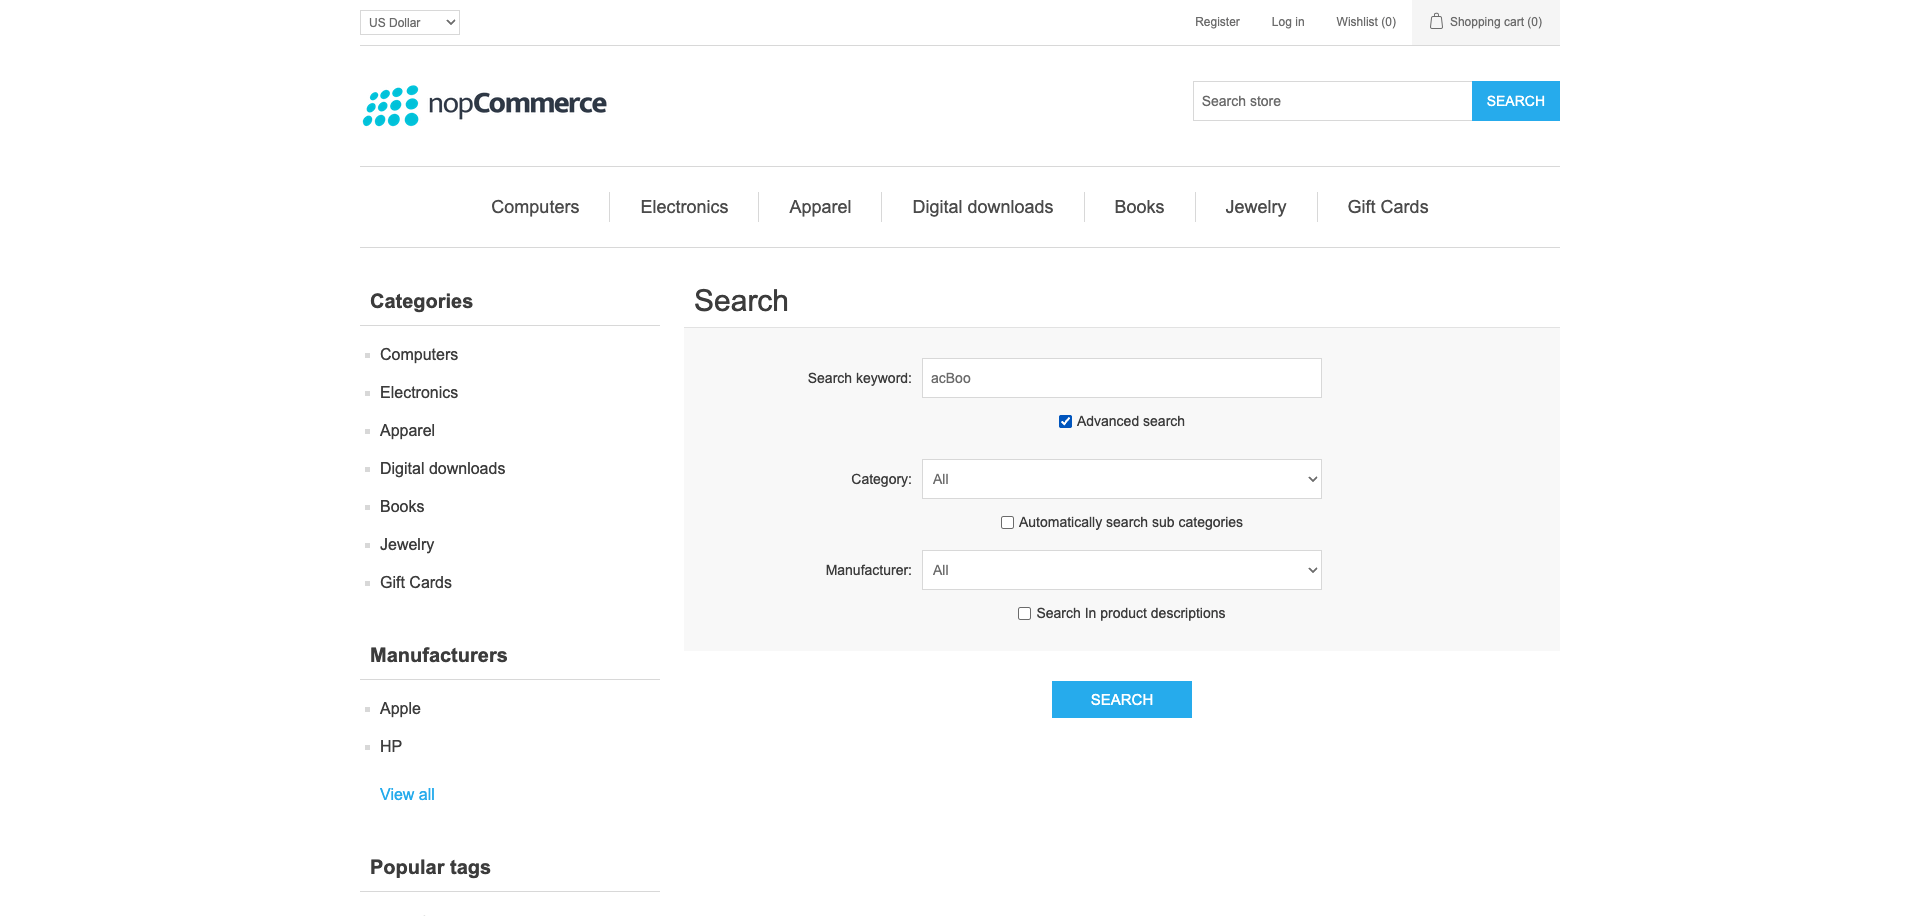 US Dollar
Register
Log in
Wishlist (0)
Shopping cart (0)
nopCommerce
Search store
SEARCH
Computers
Electronics
Apparel
Digital downloads
Books
Jewelry
Gift Cards
Categories
Computers
Electronics
Apparel
Digital downloads
Books
Jewelry
Gift Cards
Manufacturers
Apple
HP
View all
Popular tags
Search
Search keyword: acBoo
Advanced search
Category: All
Automatically search sub categories
Manufacturer: All
Search In product descriptions
SEARCH